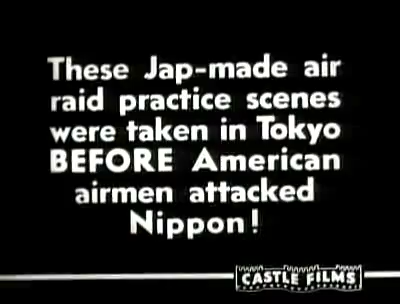 These Jap-made air
raid practice scenes
were taken in Tokyo
BEFORE American
airmen attacked
Nippon!
CASTLE FILMS